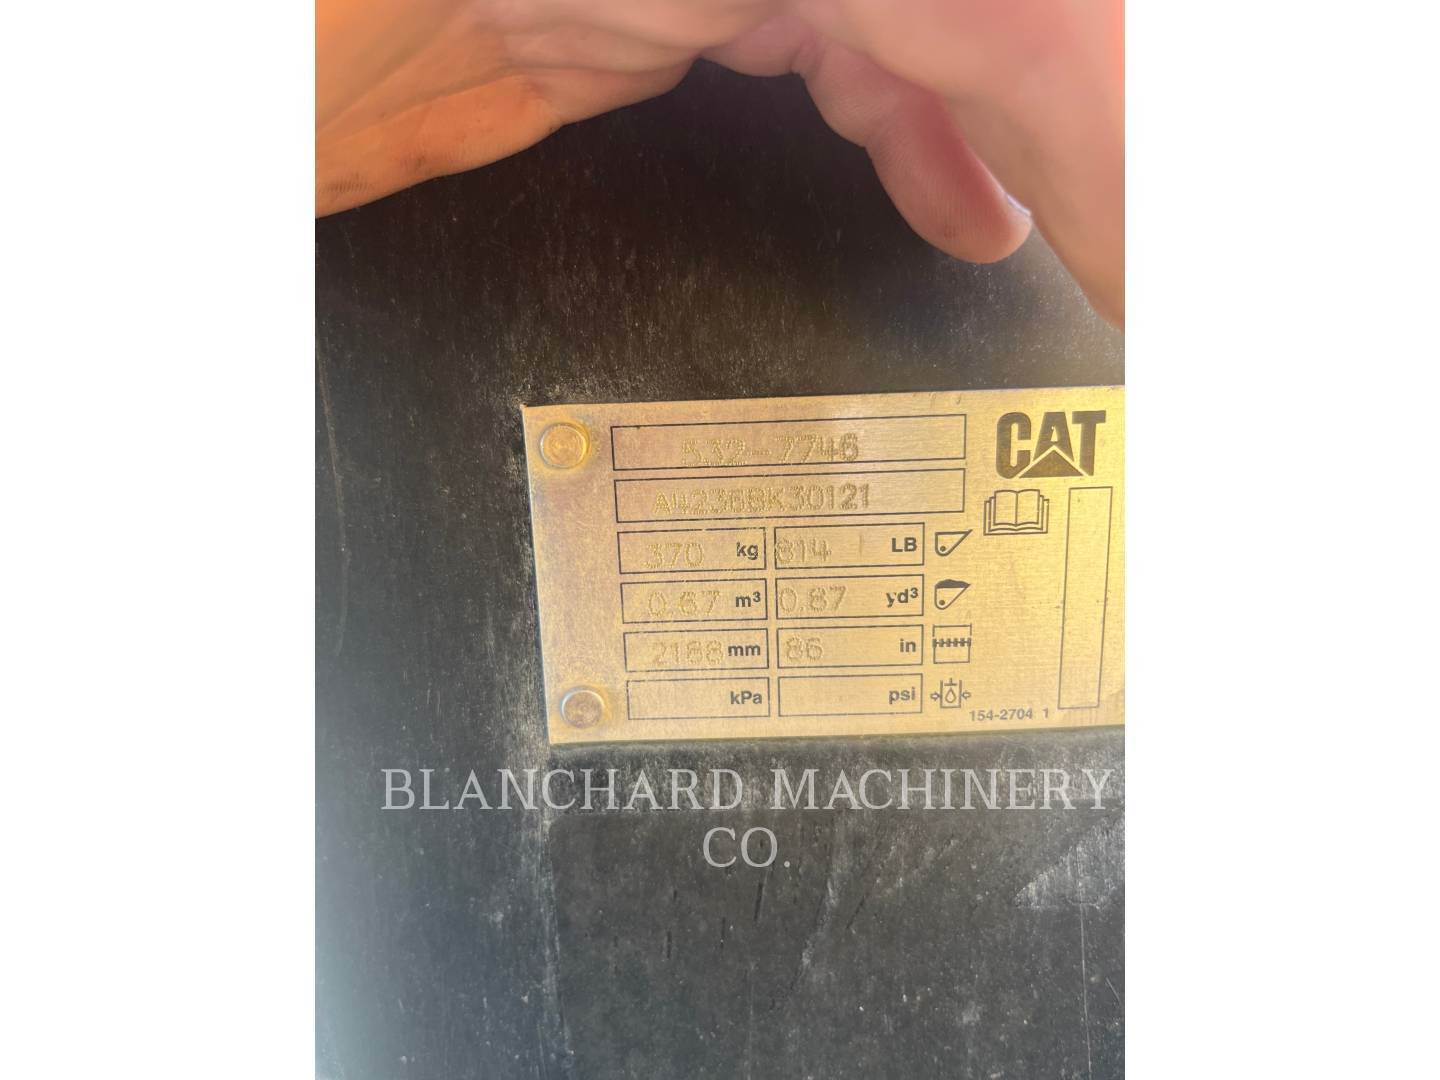 532-7746
CAT
A4236BK30121
370 kg 814 LB
0.67 m³ 0.87 yd³
2188 mm 86 in
kPa psi
154-2704 1
BLANCHARD MACHINERY
CO.